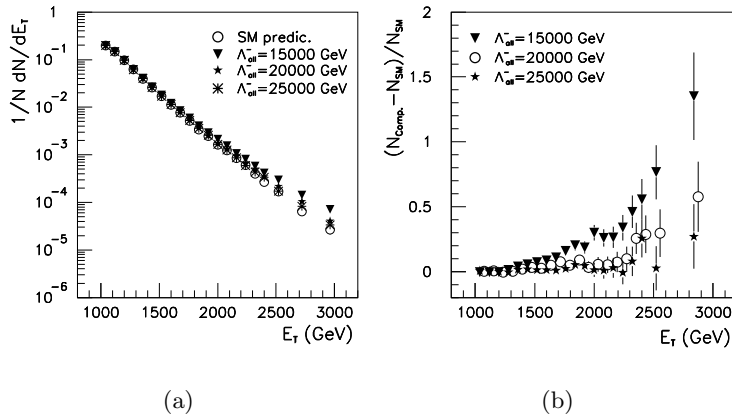 1/N dN/dE_T
10
1
10⁻¹
10⁻²
10⁻³
10⁻⁴
10⁻⁵
10⁻⁶
SM predic.
Λ⁻_all=15000 GeV
Λ⁻_all=20000 GeV
Λ⁻_all=25000 GeV
1000 1500 2000 2500 3000
E_T (GeV)
(a)
(N_Comp.−N_SM)/N_SM
2
1.5
1
0.5
0
Λ⁻_all=15000 GeV
Λ⁻_all=20000 GeV
Λ⁻_all=25000 GeV
1000 1500 2000 2500 3000
E_T (GeV)
(b)